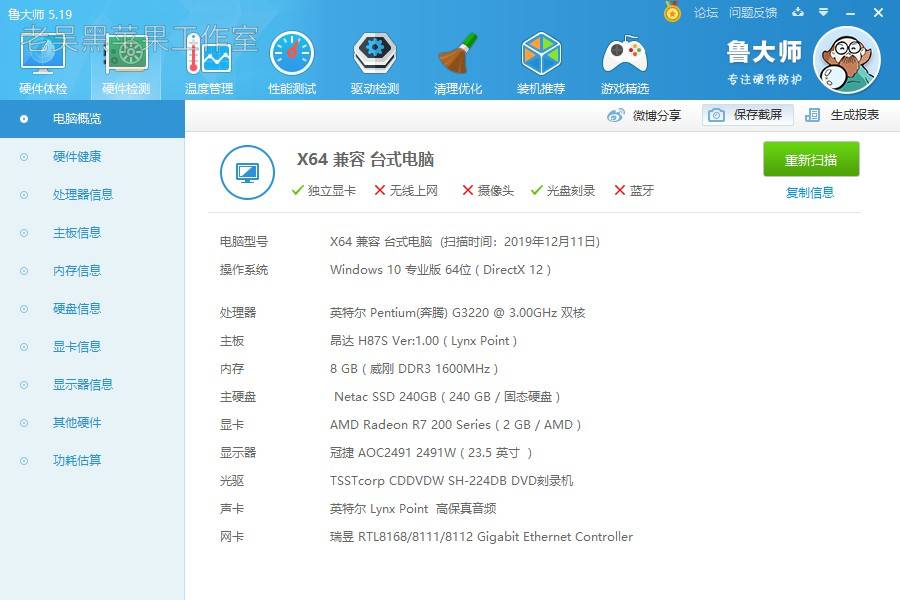 鲁大师 5.19
论坛 问题反馈
老吴黑苹果工作室
硬件体检 硬件检测 温度管理 性能测试 驱动检测 清理优化 装机推荐 游戏精选
鲁大师
专注硬件防护
微博分享 保存截屏 生成报表
电脑概览
硬件健康
处理器信息
主板信息
内存信息
硬盘信息
显卡信息
显示器信息
其他硬件
功耗估算
X64 兼容 台式电脑
重新扫描
独立显卡 无线上网 摄像头 光盘刻录 蓝牙
复制信息
电脑型号 X64 兼容 台式电脑 (扫描时间：2019年12月11日)
操作系统 Windows 10 专业版 64位 ( DirectX 12 )
处理器 英特尔 Pentium(奔腾) G3220 @ 3.00GHz 双核
主板 昂达 H87S Ver:1.00 ( Lynx Point )
内存 8 GB ( 威刚 DDR3 1600MHz )
主硬盘 Netac SSD 240GB ( 240 GB / 固态硬盘 )
显卡 AMD Radeon R7 200 Series ( 2 GB / AMD )
显示器 冠捷 AOC2491 2491W ( 23.5 英寸 )
光驱 TSSTcorp CDDVDW SH-224DB DVD刻录机
声卡 英特尔 Lynx Point 高保真音频
网卡 瑞昱 RTL8168/8111/8112 Gigabit Ethernet Controller